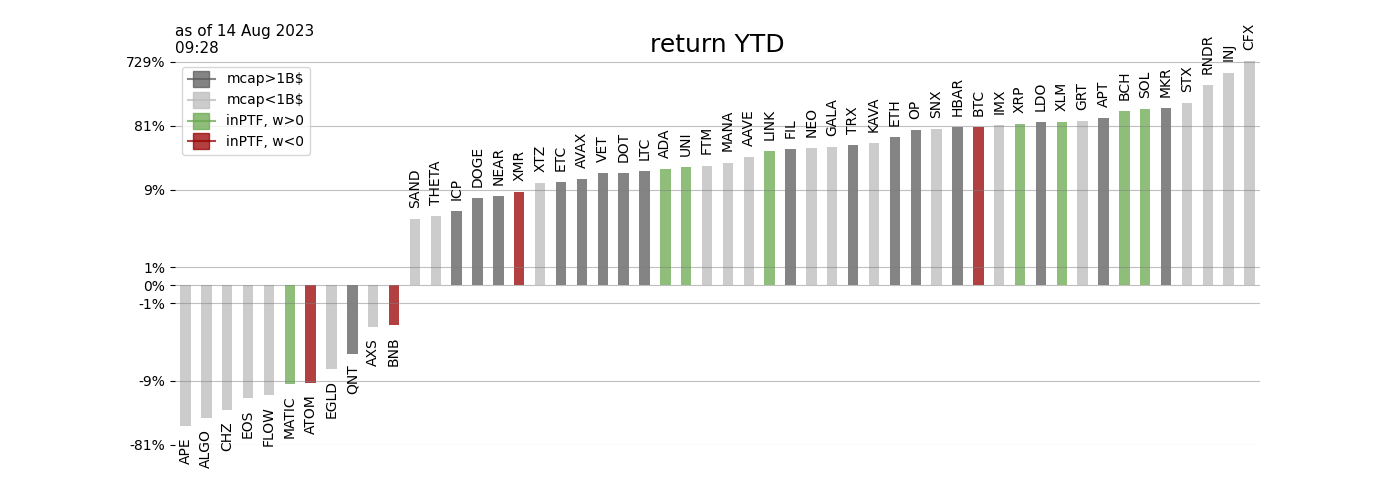 as of 14 Aug 2023
09:28
return YTD
729%
81%
9%
1%
0%
-1%
-9%
-81%
mcap>1B$
mcap<1B$
inPTF, w>0
inPTF, w<0
APE
ALGO
CHZ
EOS
FLOW
MATIC
ATOM
EGLD
QNT
AXS
BNB
SAND
THETA
ICP
DOGE
NEAR
XMR
XTZ
ETC
AVAX
VET
DOT
LTC
ADA
UNI
FTM
MANA
AAVE
LINK
FIL
NEO
GALA
TRX
KAVA
ETH
OP
SNX
HBAR
BTC
IMX
XRP
LDO
XLM
GRT
APT
BCH
SOL
MKR
STX
RNDR
INJ
CFX